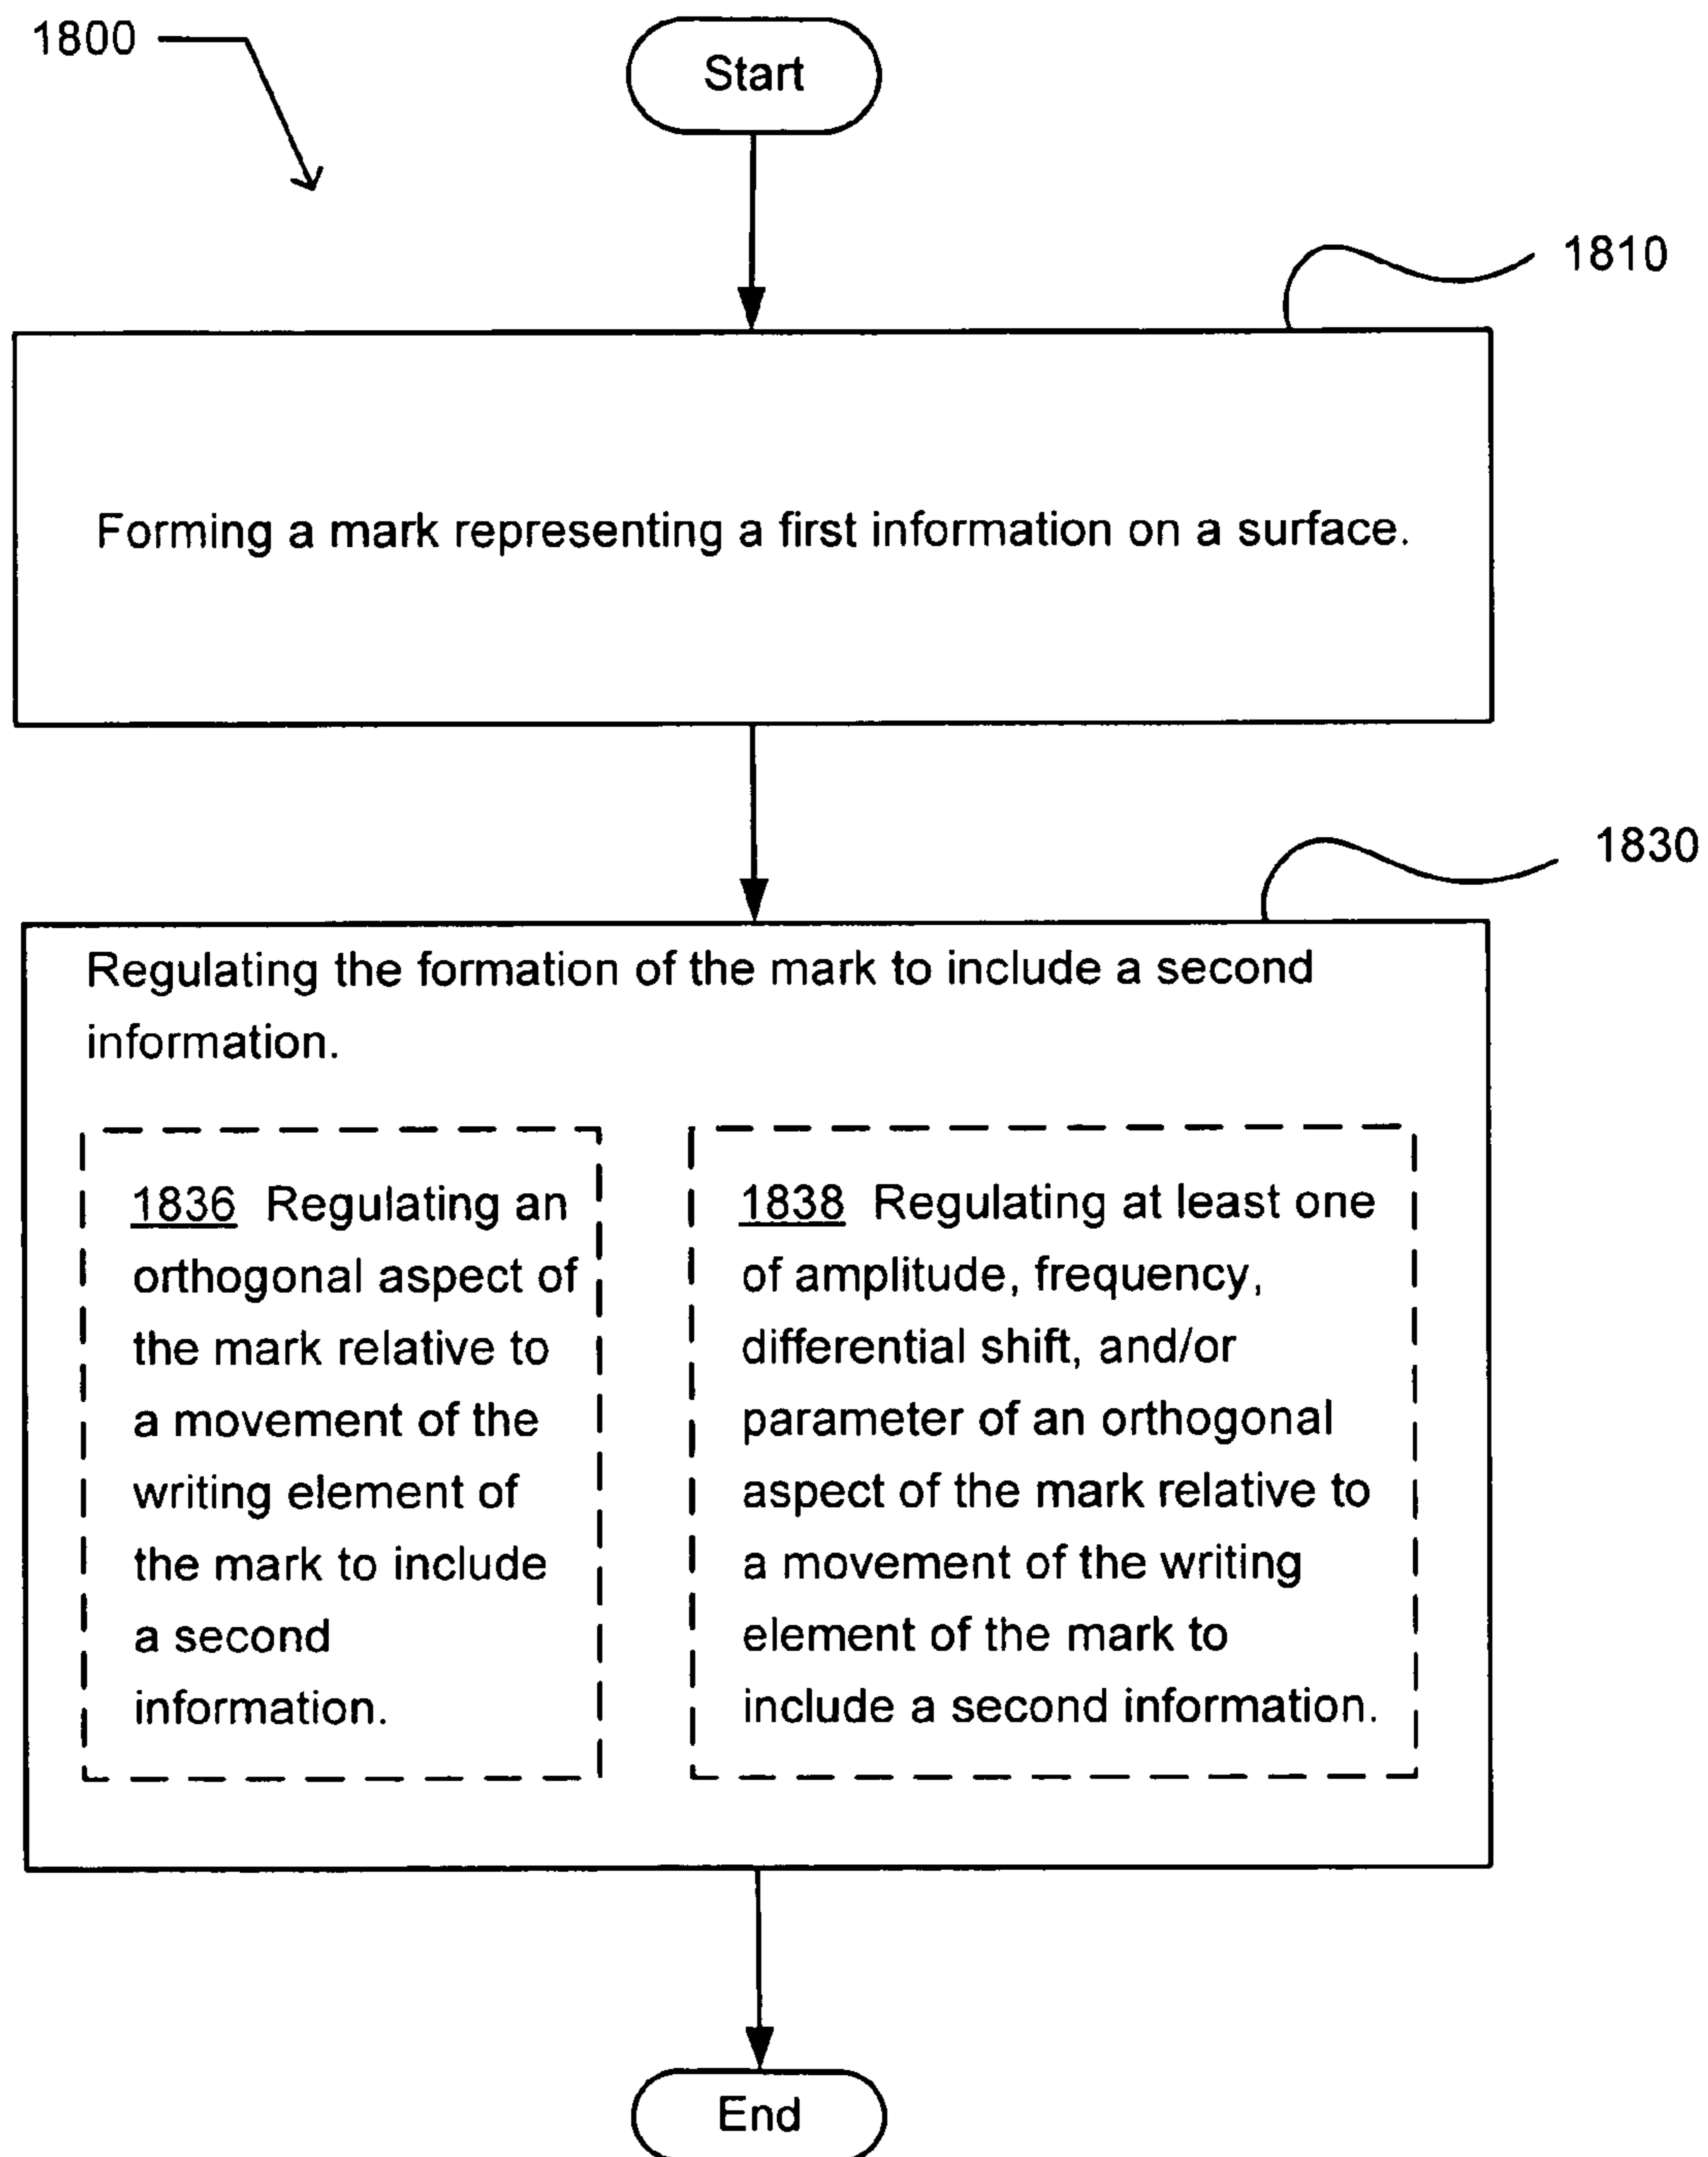 1800
Start
1810
Forming a mark representing a first information on a surface.
1830
Regulating the formation of the mark to include a second
information.
1836 Regulating an
orthogonal aspect of
the mark relative to
a movement of the
writing element of
the mark to include
a second
information.
1838 Regulating at least one
of amplitude, frequency,
differential shift, and/or
parameter of an orthogonal
aspect of the mark relative to
a movement of the writing
element of the mark to
include a second information.
End